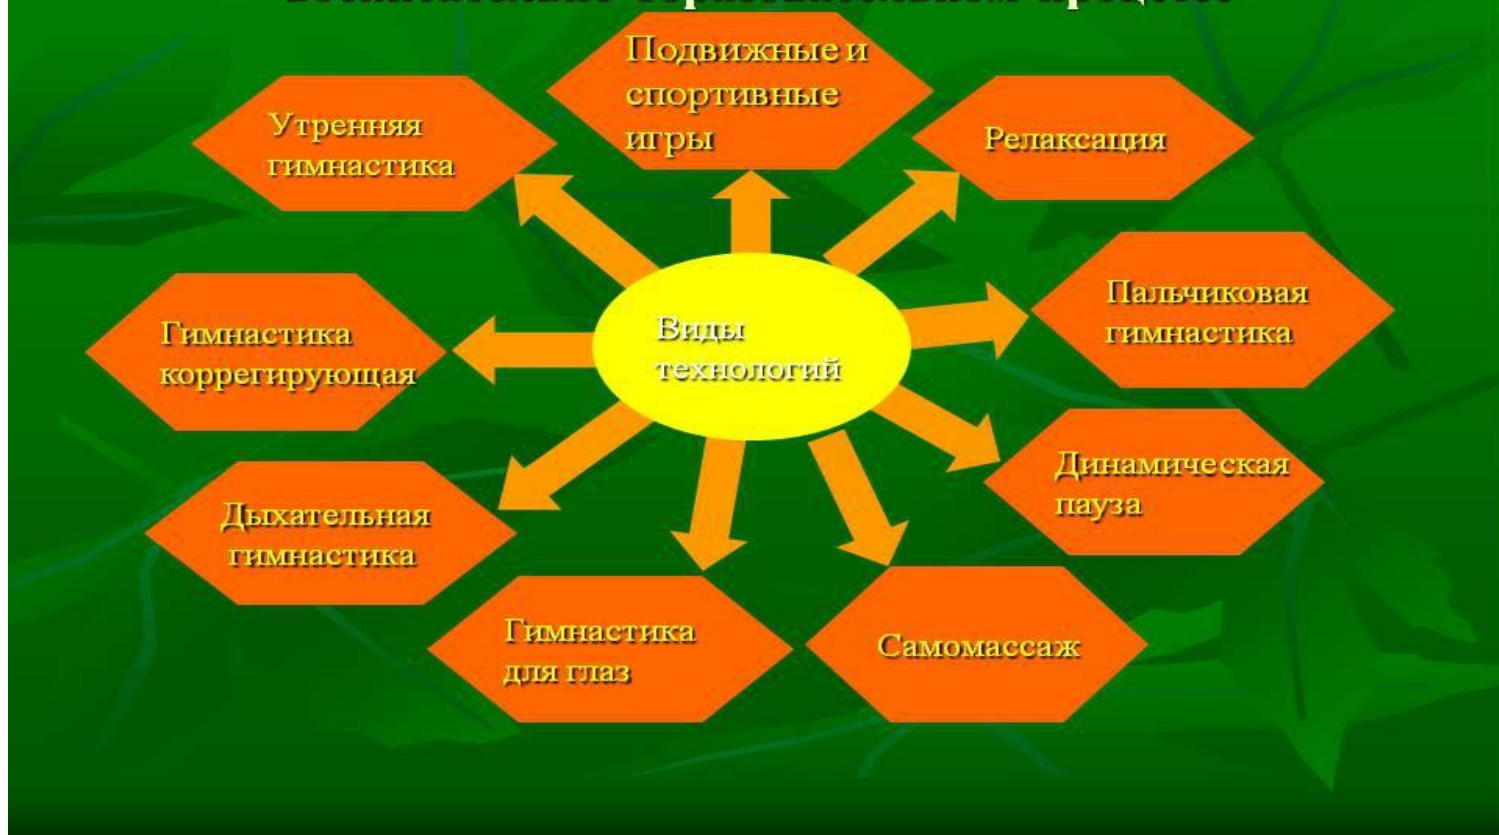 Подвижные и
спортивные
игры
Утренняя
гимнастика
Релаксация
Пальчиковая
гимнастика
Виды
технологий
Гимнастика
коррегирующая
Динамическая
пауза
Дыхательная
гимнастика
Гимнастика
для глаз
Самомассаж